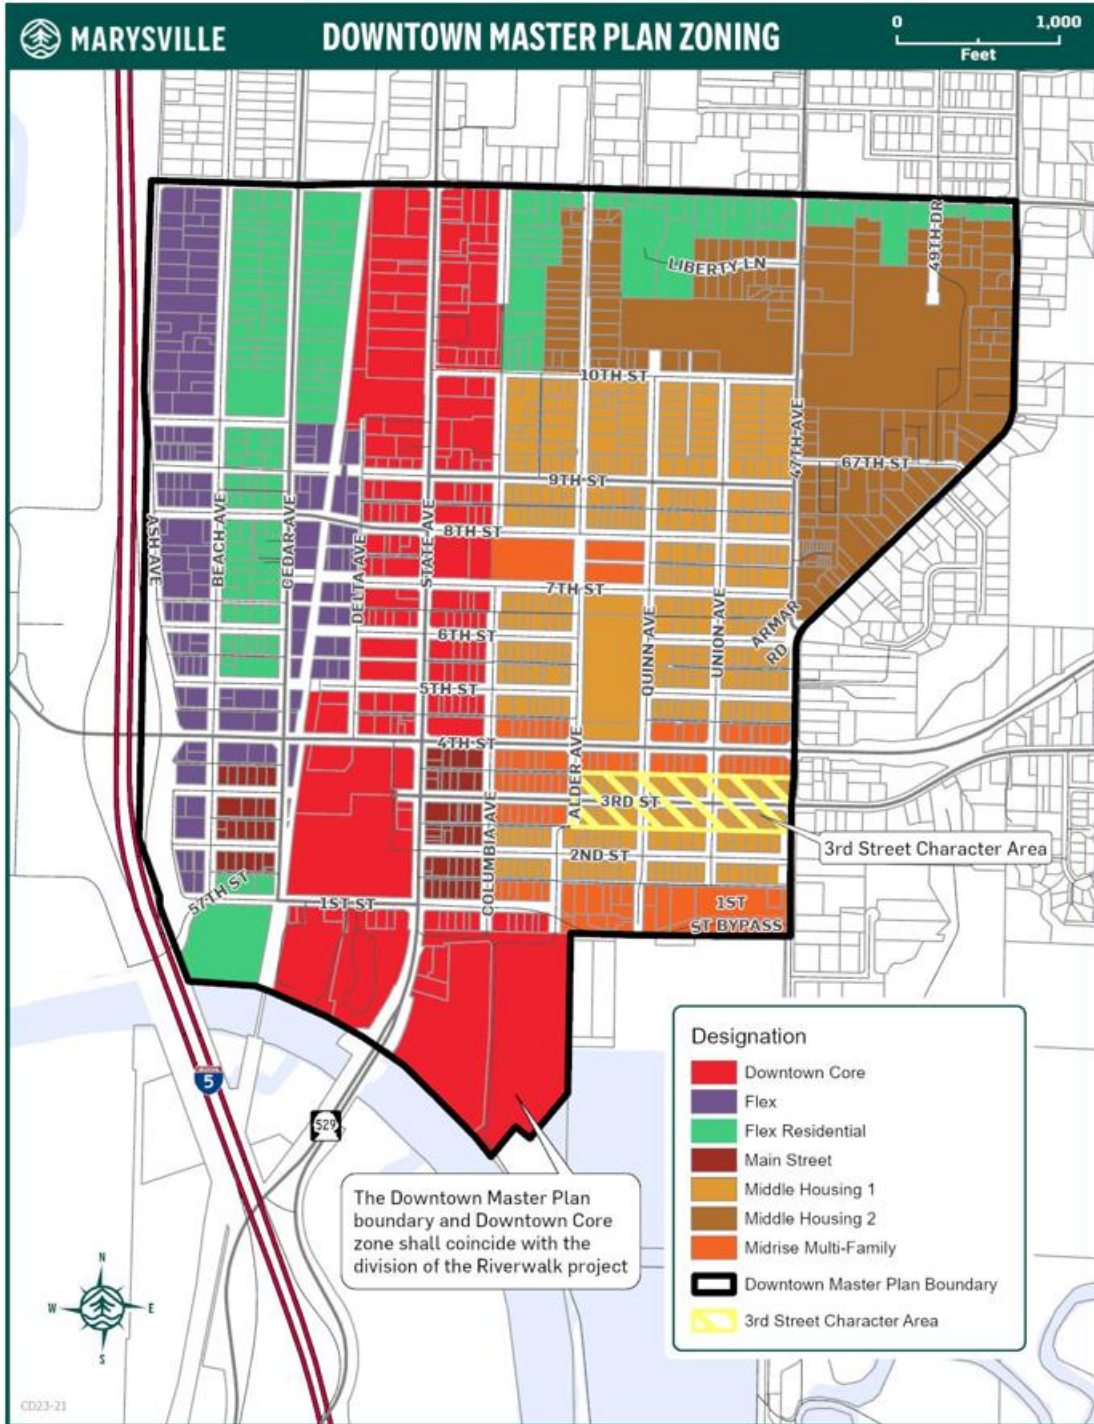 MARYSVILLE
DOWNTOWN MASTER PLAN ZONING
0 1,000
Feet
49TH DR
LIBERTY LN
10TH ST
47TH AVE
67TH ST
9TH ST
8TH ST
ASH AVE
BEACH AVE
CEDAR AVE
DELTA AVE
STATE AVE
7TH ST
6TH ST
QUINN AVE
UNION AVE
ARMAR
RD
5TH ST
4TH ST
ALDER AVE
3RD ST
COLUMBIA AVE
3rd Street Character Area
2ND ST
57TH ST
1ST ST
1ST
ST BYPASS
5
529
The Downtown Master Plan
boundary and Downtown Core
zone shall coincide with the
division of the Riverwalk project
Designation
Downtown Core
Flex
Flex Residential
Main Street
Middle Housing 1
Middle Housing 2
Midrise Multi-Family
Downtown Master Plan Boundary
3rd Street Character Area
N
W E
S
CD23-21